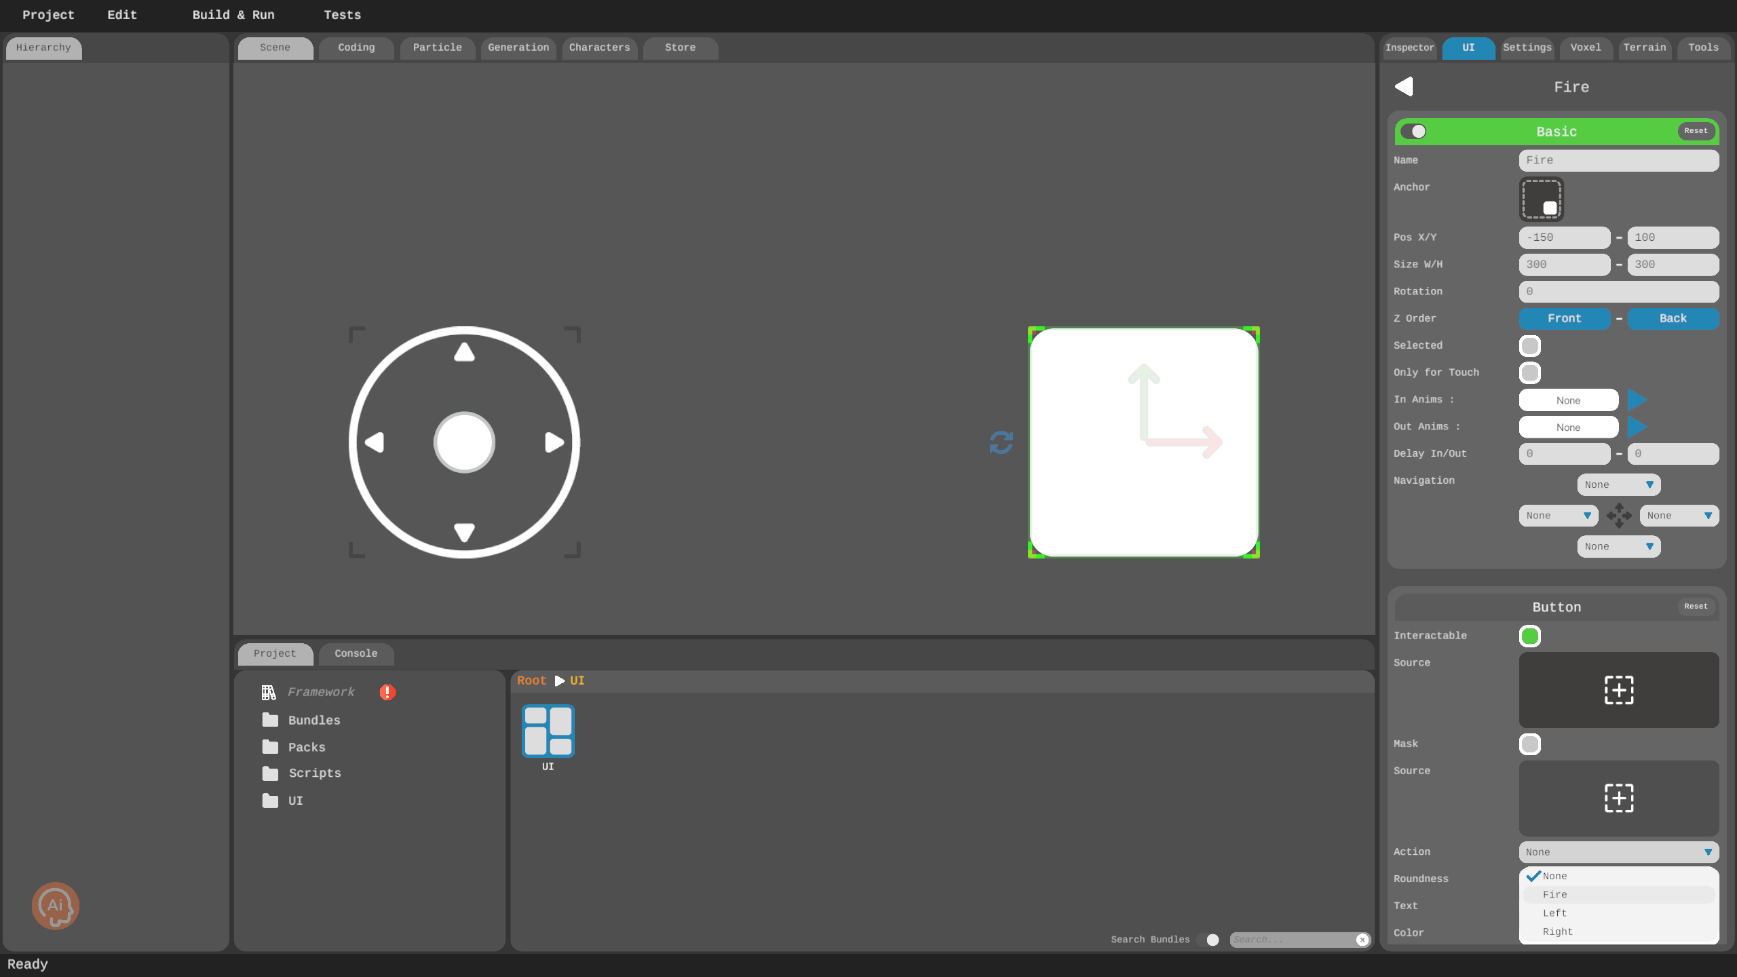 Project Edit Build & Run Tests
Hierarchy
Scene Coding Particle Generation Characters Store
Inspector UI Settings Voxel Terrain Tools
Fire
Basic Reset
Name Fire
Anchor
Pos X/Y -150 - 100
Size W/H 300 - 300
Rotation 0
Z Order Front - Back
Selected
Only for Touch
In Anims : None
Out Anims : None
Delay In/Out 0 - 0
Navigation None
None None
None
Button Reset
Interactable
Source
Mask
Source
Action None
None
Roundness
Fire
Text
Left
Color
Right
Project Console
Framework
Bundles
Packs
Scripts
UI
Root UI
UI
Search Bundles Search...
Ai
Ready